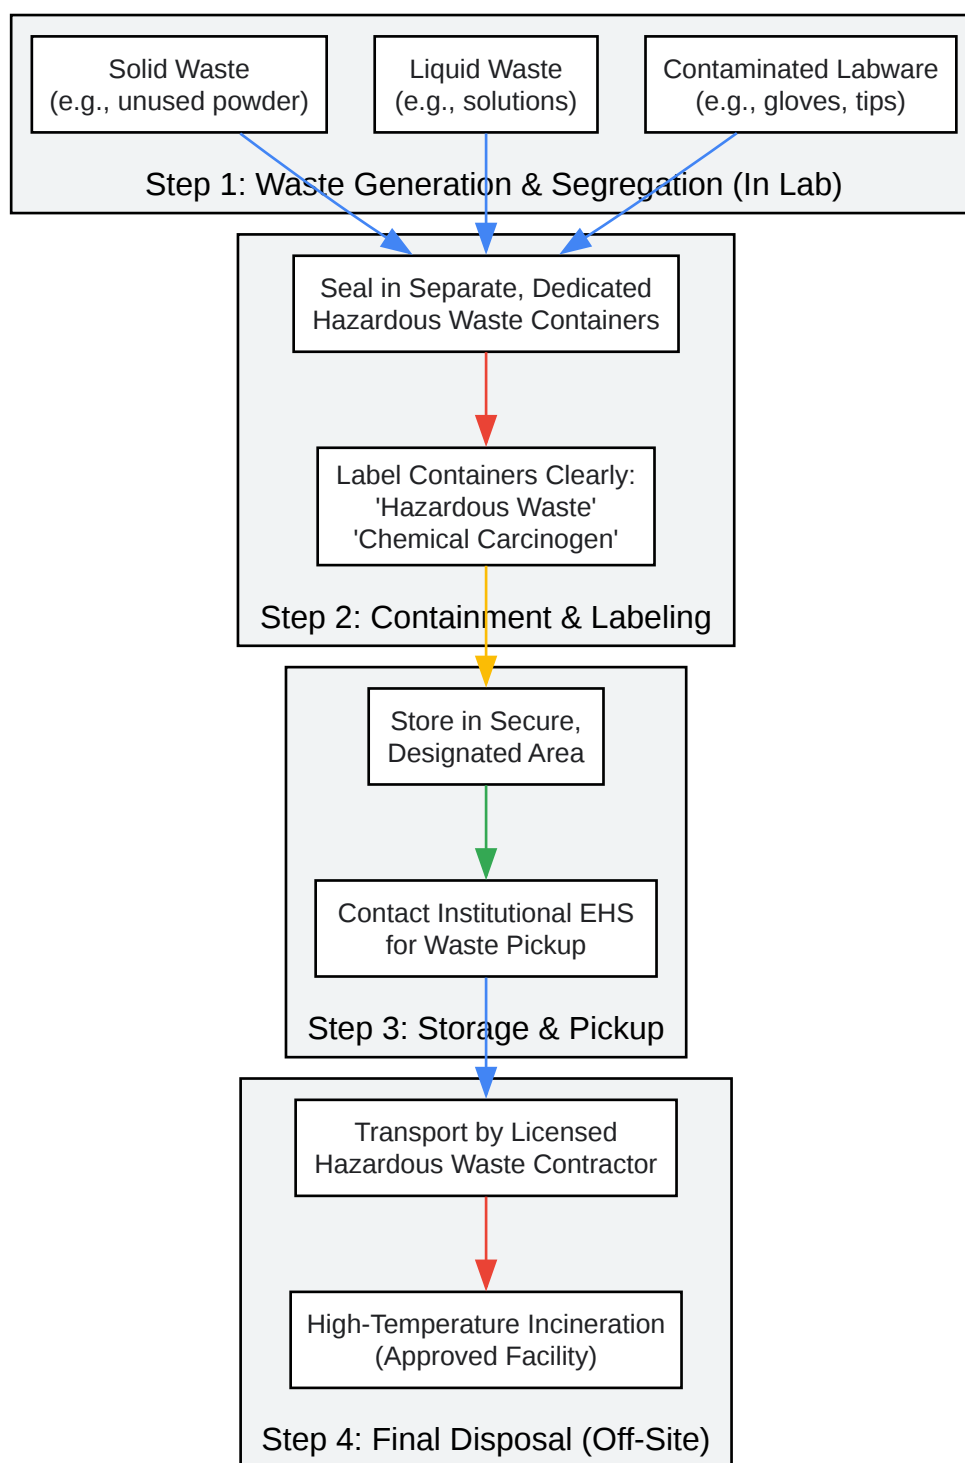 Solid Waste
(e.g., unused powder)
Liquid Waste
(e.g., solutions)
Contaminated Labware
(e.g., gloves, tips)
Step 1: Waste Generation & Segregation (In Lab)
Seal in Separate, Dedicated
Hazardous Waste Containers
Label Containers Clearly:
'Hazardous Waste'
'Chemical Carcinogen'
Step 2: Containment & Labeling
Store in Secure,
Designated Area
Contact Institutional EHS
for Waste Pickup
Step 3: Storage & Pickup
Transport by Licensed
Hazardous Waste Contractor
High-Temperature Incineration
(Approved Facility)
Step 4: Final Disposal (Off-Site)